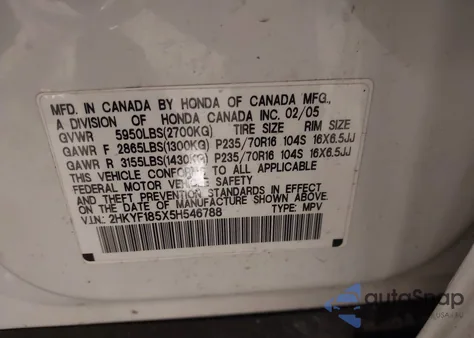 MFD. IN CANADA BY HONDA OF CANADA MFG.,
A DIVISION OF HONDA CANADA INC. 02/05
GVWR 5950LBS(2700KG) TIRE SIZE RIM SIZE
GAWR F 2865LBS(1300KG) P235/70R16 104S 16X6.5JJ
GAWR R 3155LBS(1430KG) P235/70R16 104S 16X6.5JJ
THIS VEHICLE CONFORMS TO ALL APPLICABLE
FEDERAL MOTOR VEHICLE SAFETY
AND THEFT PREVENTION STANDARDS IN EFFECT ON THE
DATE OF MANUFACTURE SHOWN ABOVE.
V.I.N.: 2HKYF185X5H546788 TYPE: MPV
autoSnap